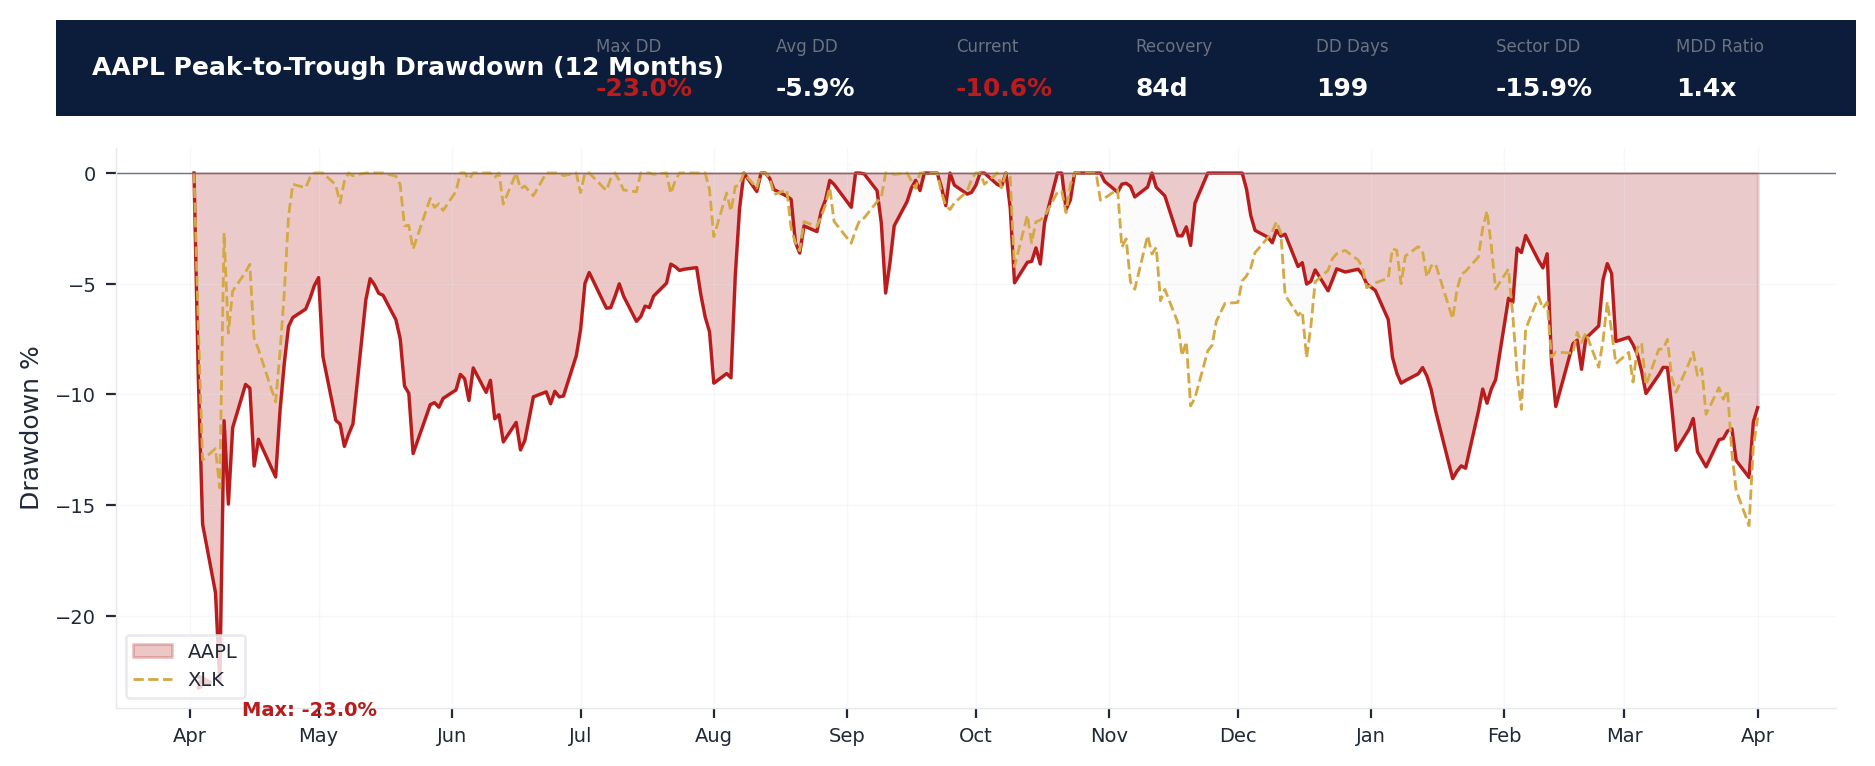 AAPL Peak-to-Trough Drawdown (12 Months)
Max DD
-23.0%
Avg DD
-5.9%
Current
-10.6%
Recovery
84d
DD Days
199
Sector DD
-15.9%
MDD Ratio
1.4x
Drawdown %
0
−5
−10
−15
−20
AAPL
XLK
Max: -23.0%
Apr
May
Jun
Jul
Aug
Sep
Oct
Nov
Dec
Jan
Feb
Mar
Apr